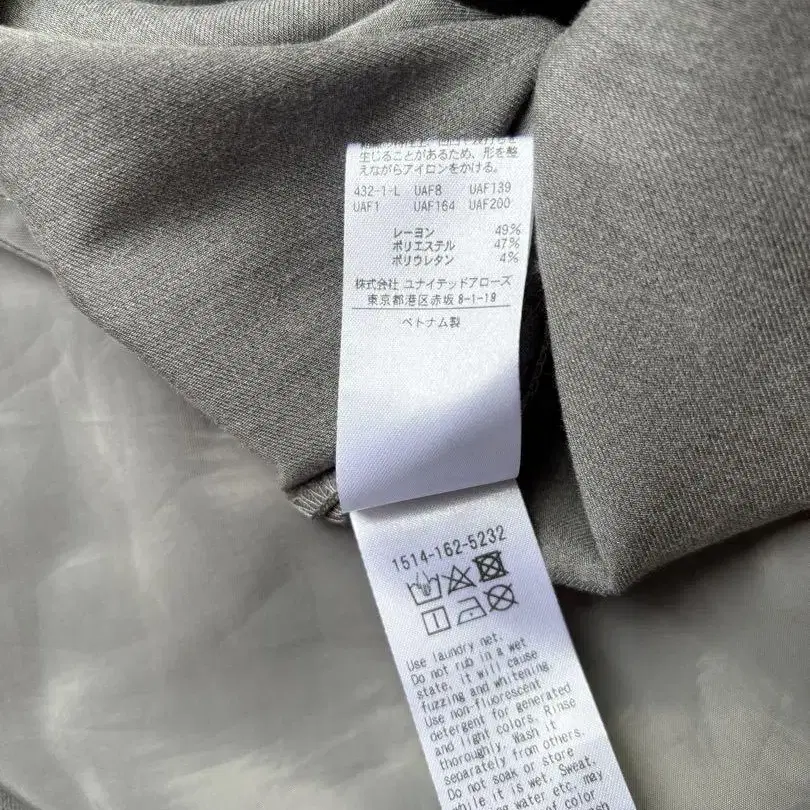 生じることがあるため、形を整
えながらアイロンをかける。
432-1-L UAF8 UAF139
UAF1 UAF164 UAF200
レーヨン 49%
ポリエステル 47%
ポリウレタン 4%
株式会社 ユナイテッドアローズ
東京都港区赤坂 8-1-19
ベトナム製
1514-162-5232
Use laundry net.
Do not rub in a wet
state, it will cause
fuzzing and whitening.
Use non-fluorescent
detergent for generated
and light colors. Rinse
thoroughly. Wash it
separately from others.
Do not soak or store
while it is wet. Sweat,
water etc, may
of color